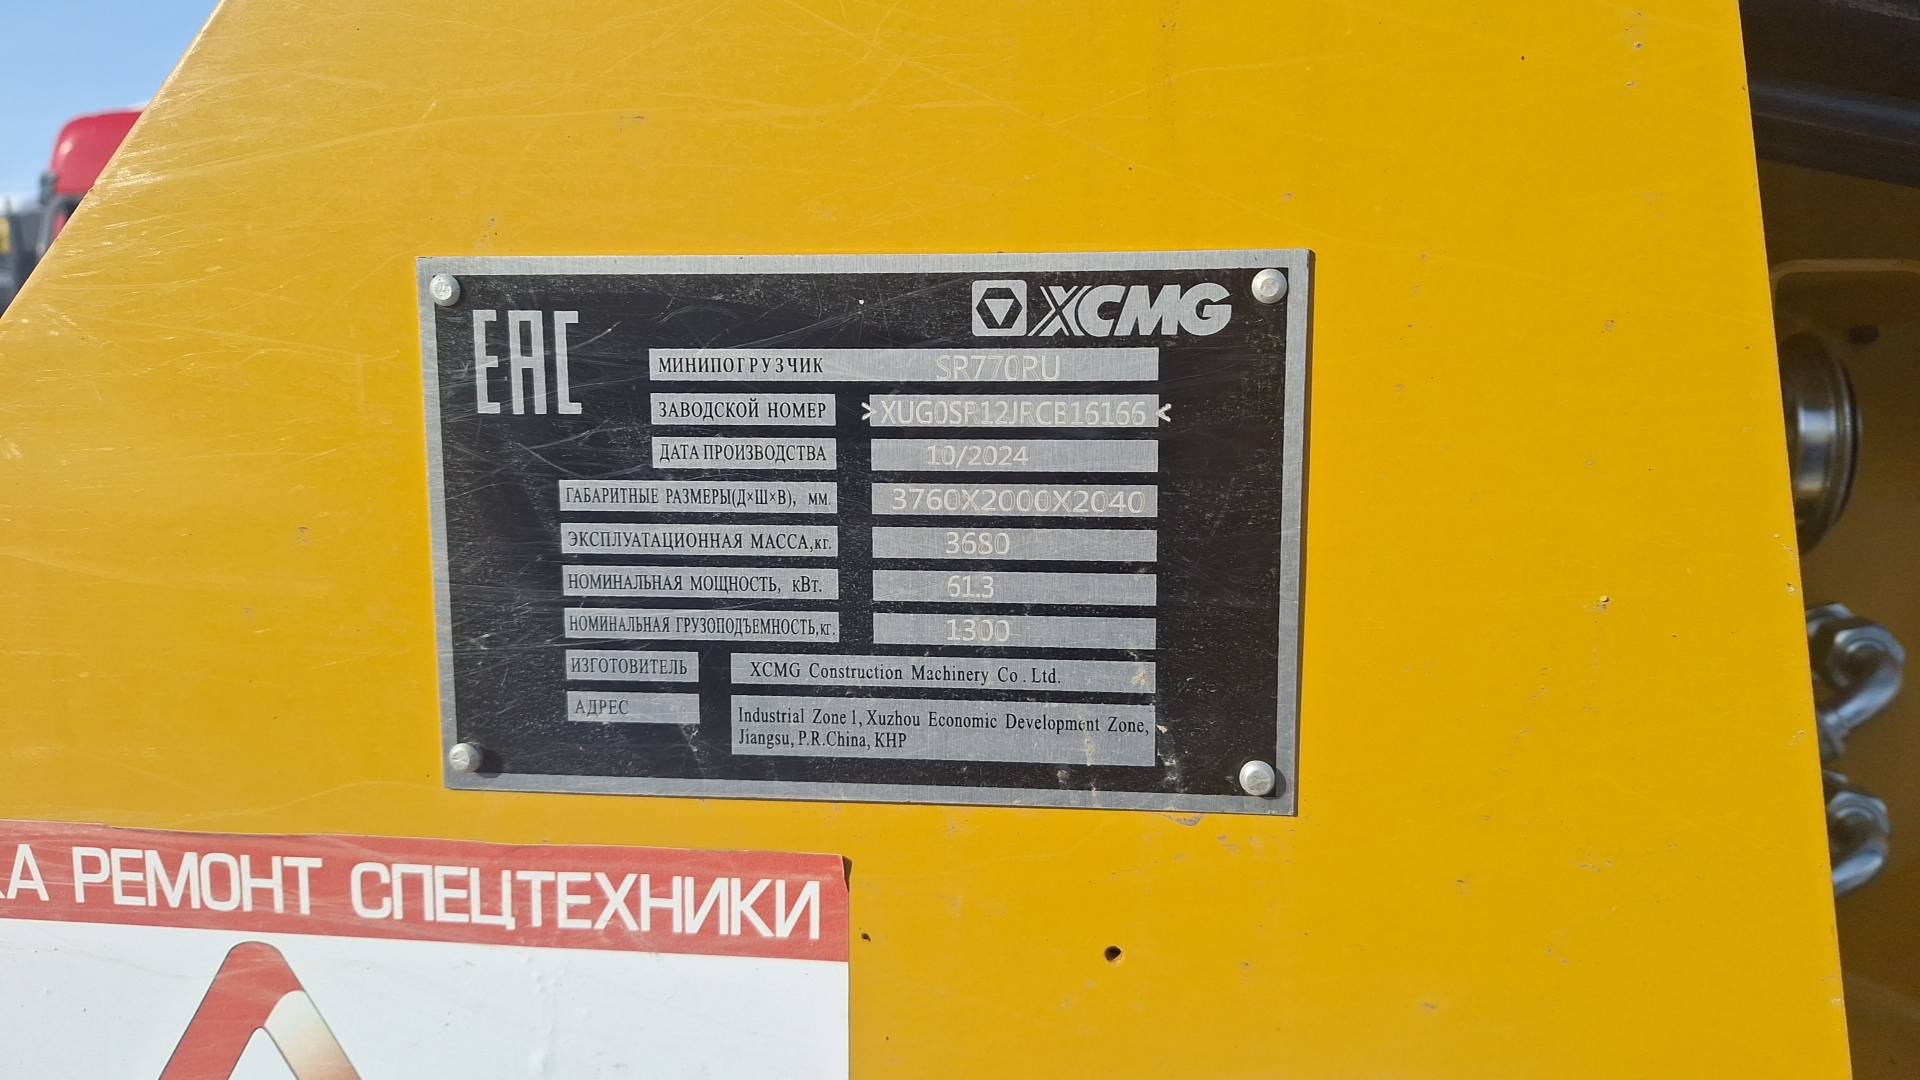 EAC
XCMG
МИНИПОГРУЗЧИК SR770RU
ЗАВОДСКОЙ НОМЕР >XUG0SR12JRCB16166<
ДАТА ПРОИЗВОДСТВА 10/2024
ГАБАРИТНЫЕ РАЗМЕРЫ(Д×Ш×В), мм. 3760X2000X2040
ЭКСПЛУАТАЦИОННАЯ МАССА,кг. 3680
НОМИНАЛЬНАЯ МОЩНОСТЬ, кВт. 61.3
НОМИНАЛЬНАЯ ГРУЗОПОДЪЕМНОСТЬ,кг. 1300
ИЗГОТОВИТЕЛЬ XCMG Construction Machinery Co . Ltd.
АДРЕС Industrial Zone 1, Xuzhou Economic Development Zone,
Jiangsu, P.R.China, КНР
РЕМОНТ СПЕЦТЕХНИКИ